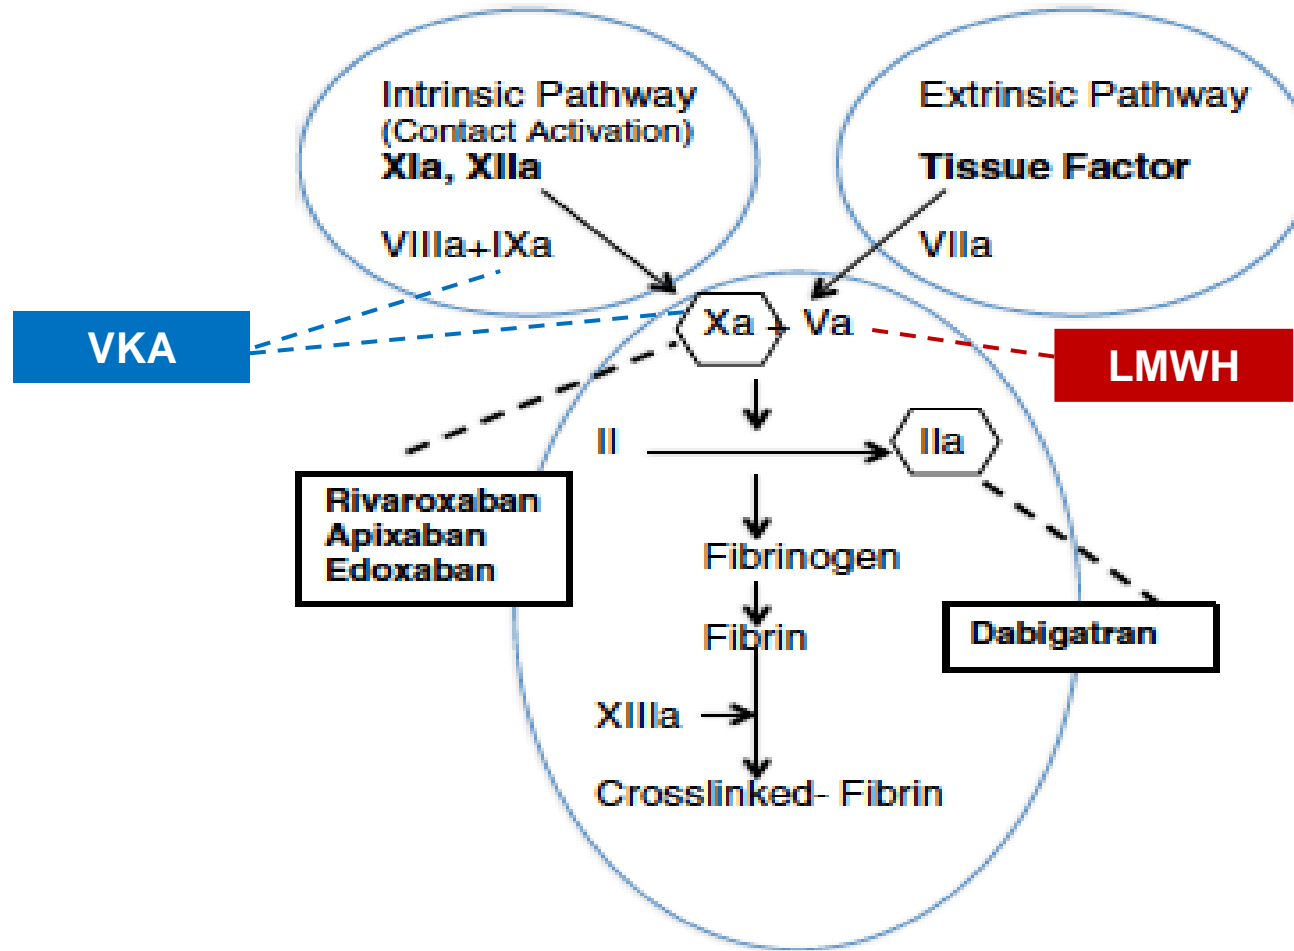 Intrinsic Pathway
(Contact Activation)
XIa, XIIa
VIIIa+IXa
Extrinsic Pathway
Tissue Factor
VIIa
VKA
Xa + Va
LMWH
II
IIa
Rivaroxaban
Apixaban
Edoxaban
Fibrinogen
Fibrin
Dabigatran
XIIIa
Crosslinked- Fibrin